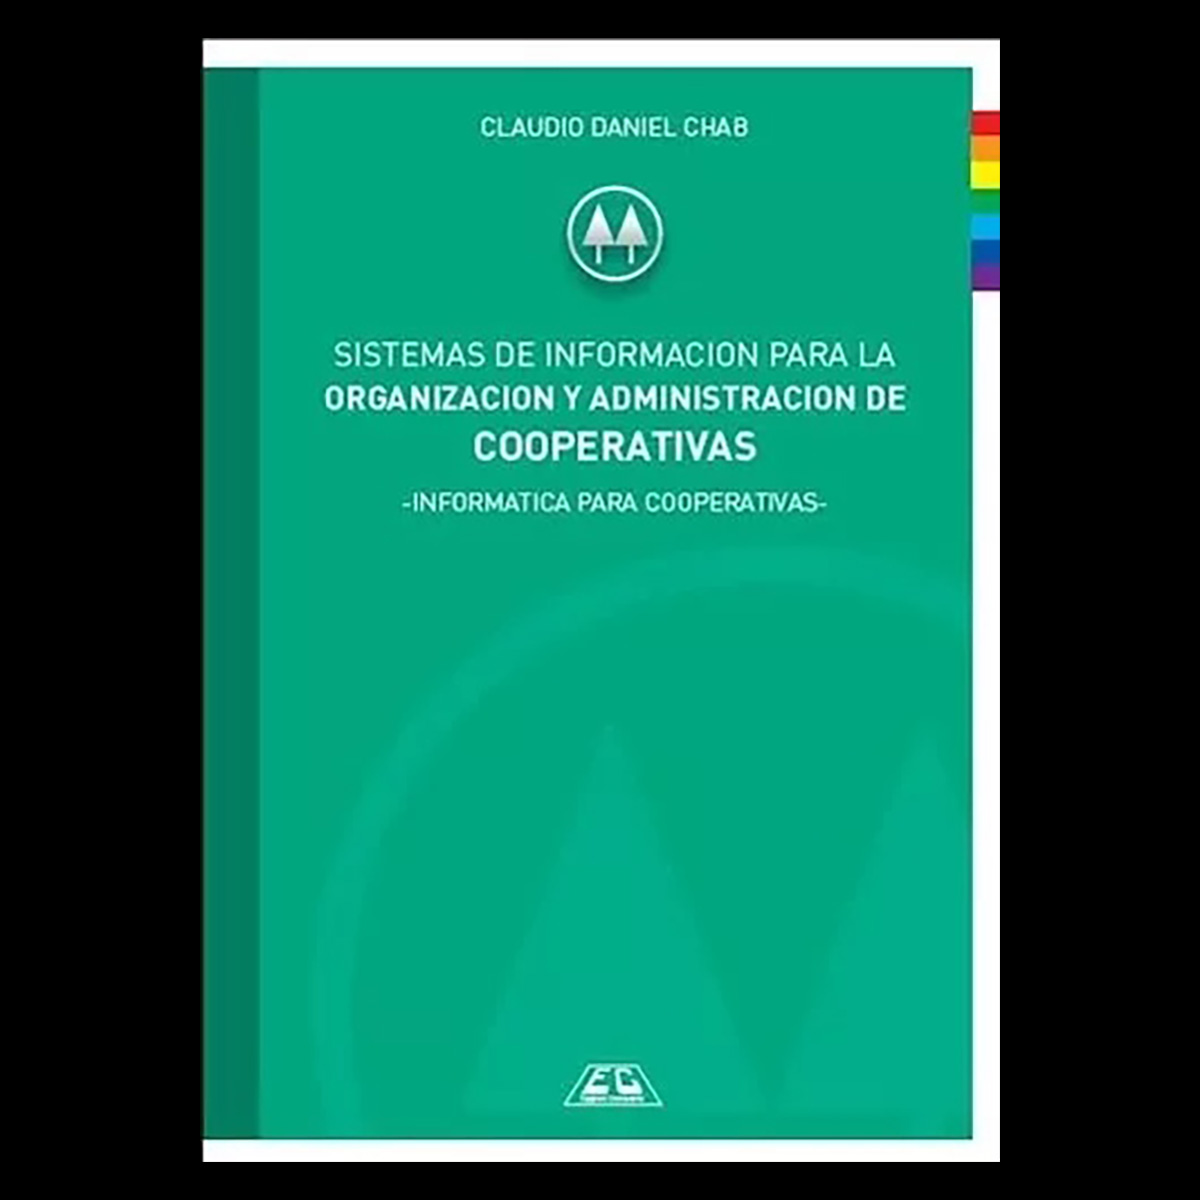 CLAUDIO DANIEL CHAB
SISTEMAS DE INFORMACION PARA LA
ORGANIZACION Y ADMINISTRACION DE
COOPERATIVAS
-INFORMATICA PARA COOPERATIVAS-
EC